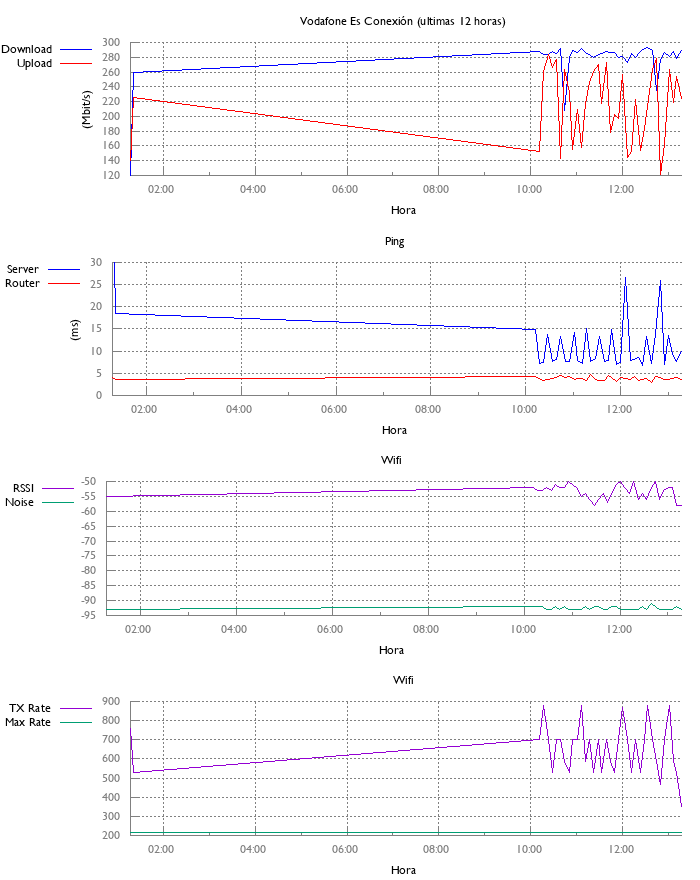 Vodafone Es Conexión (ultimas 12 horas)
Download
Upload
300
280
260
240
220
200
180
160
140
120
(Mbit/s)
02:00 04:00 06:00 08:00 10:00 12:00
Hora
Ping
Server
Router
30
25
20
15
10
5
0
(ms)
02:00 04:00 06:00 08:00 10:00 12:00
Hora
Wifi
RSSI
Noise
-50
-55
-60
-65
-70
-75
-80
-85
-90
-95
02:00 04:00 06:00 08:00 10:00 12:00
Hora
Wifi
TX Rate
Max Rate
900
800
700
600
500
400
300
200
02:00 04:00 06:00 08:00 10:00 12:00
Hora